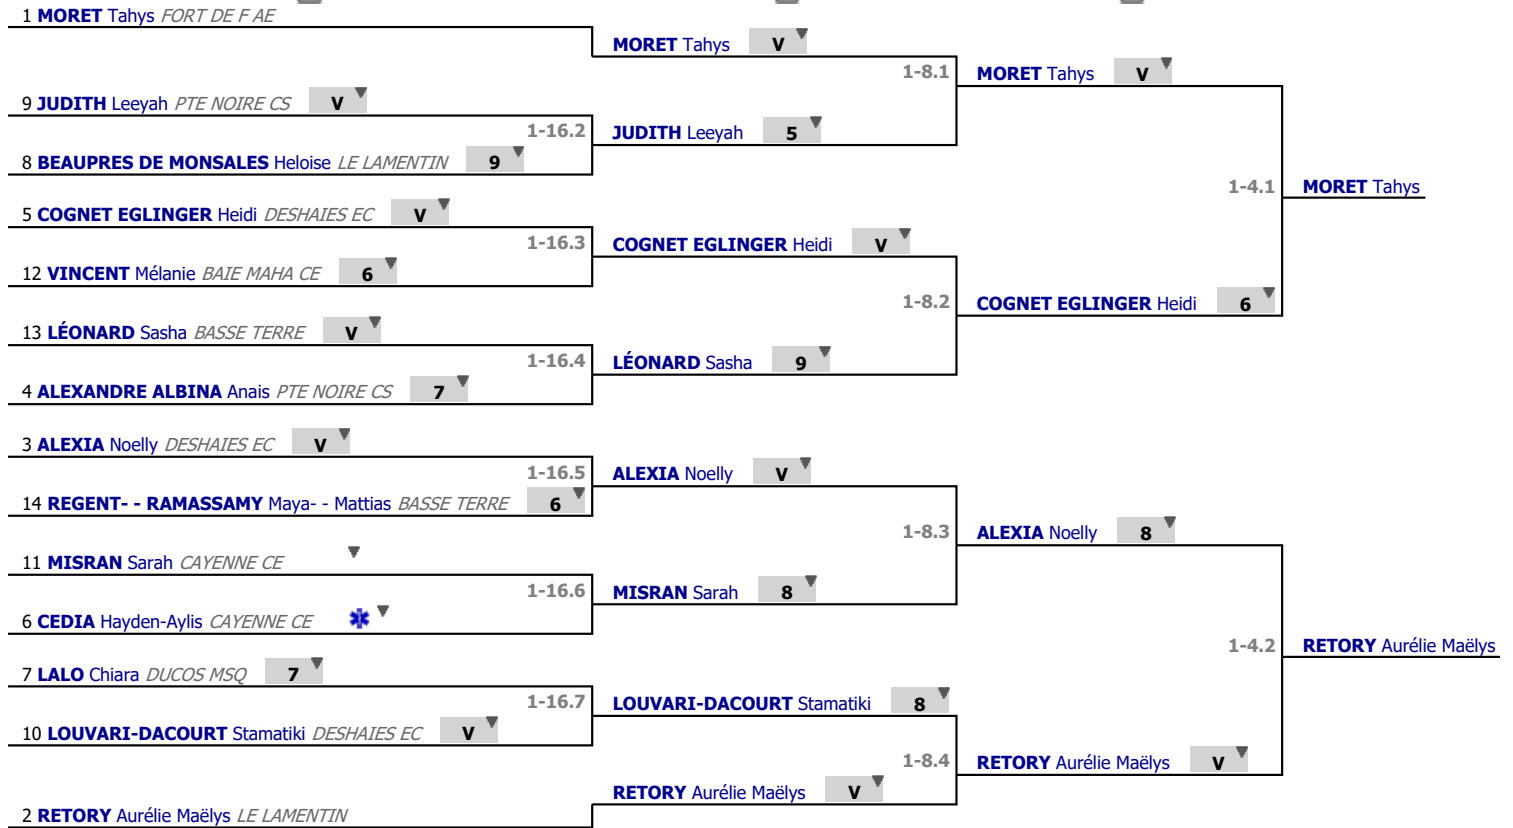 1 MORET Tahys FORT DE F AE
MORET Tahys V
1-8.1
MORET Tahys V
9 JUDITH Leeyah PTE NOIRE CS V
1-16.2
JUDITH Leeyah 5
8 BEAUPRES DE MONSALES Heloise LE LAMENTIN 9
1-4.1
MORET Tahys
5 COGNET EGLINGER Heidi DESHAIES EC V
1-16.3
COGNET EGLINGER Heidi V
12 VINCENT Mélanie BAIE MAHA CE 6
1-8.2
COGNET EGLINGER Heidi 6
13 LÉONARD Sasha BASSE TERRE V
1-16.4
LÉONARD Sasha 9
4 ALEXANDRE ALBINA Anais PTE NOIRE CS 7
3 ALEXIA Noelly DESHAIES EC V
1-16.5
ALEXIA Noelly V
14 REGENT- - RAMASSAMY Maya- - Mattias BASSE TERRE 6
1-8.3
ALEXIA Noelly 8
11 MISRAN Sarah CAYENNE CE
1-16.6
MISRAN Sarah 8
6 CEDIA Hayden-Aylis CAYENNE CE
1-4.2
RETORY Aurélie Maëlys
7 LALO Chiara DUCOS MSQ 7
1-16.7
LOUVARI-DACOURT Stamatiki 8
10 LOUVARI-DACOURT Stamatiki DESHAIES EC V
1-8.4
RETORY Aurélie Maëlys V
RETORY Aurélie Maëlys V
2 RETORY Aurélie Maëlys LE LAMENTIN